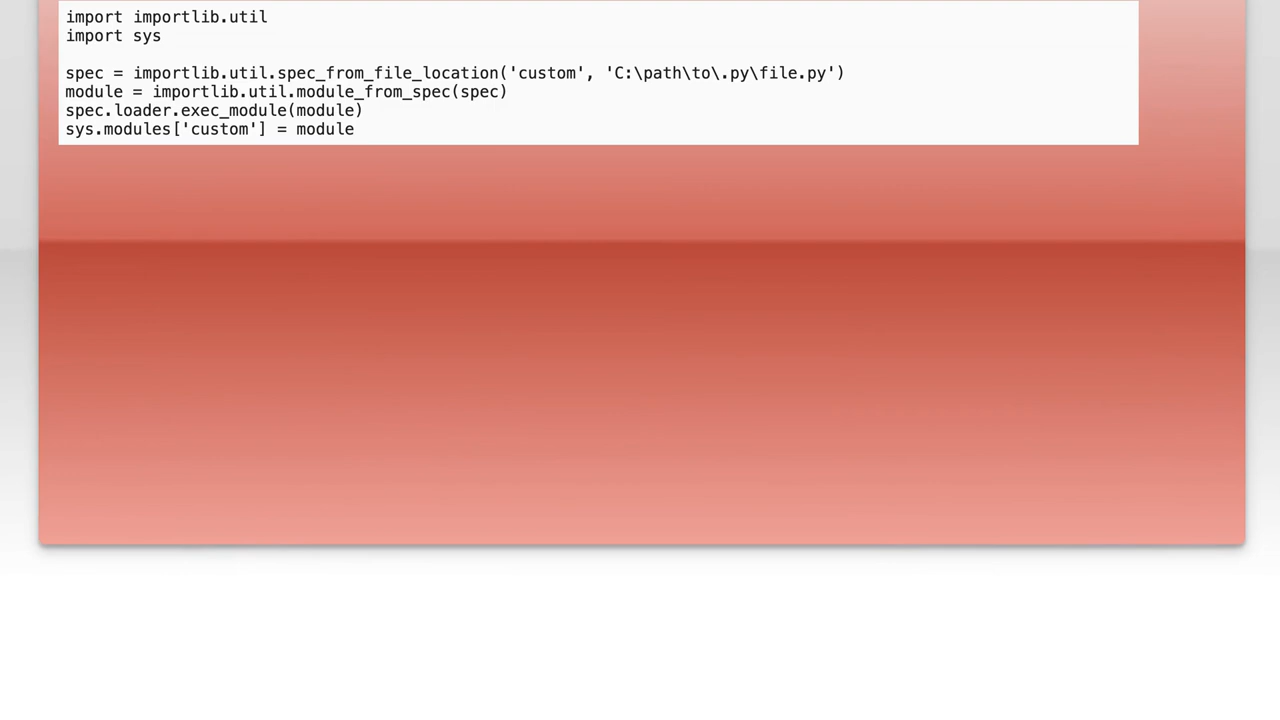 import importlib.util
import sys
spec = importlib.util.spec_from_file_location('custom', 'C:\path\to\.py\file.py')
module = importlib.util.module_from_spec(spec)
spec.loader.exec_module(module)
sys.modules['custom'] = module